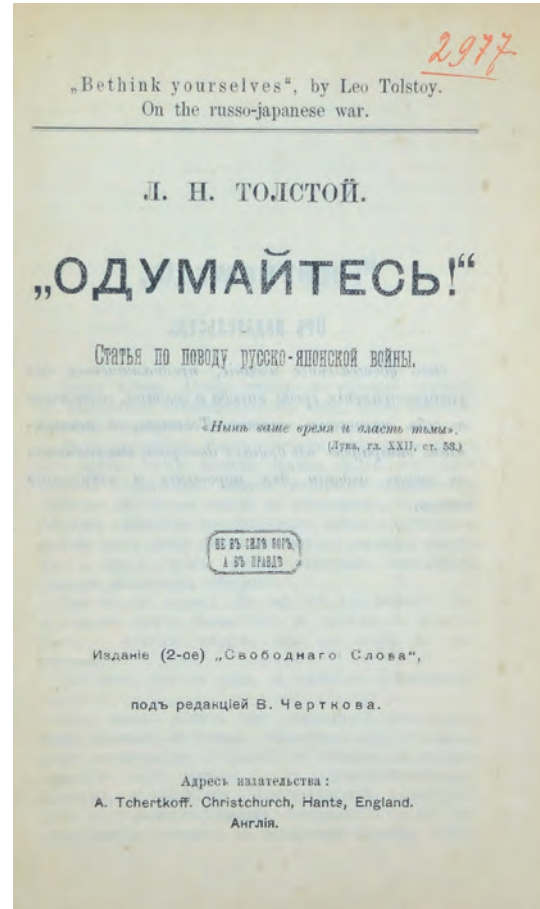 2977
„Bethink yourselves“, by Leo Tolstoy.
On the russo-japanese war.
Л. Н. ТОЛСТОЙ.
„ОДУМАЙТЕСЬ!“
Статья по поводу русско-японской войны.
«Нынѣ ваше время и власть тьмы».
(Лука, гл. XXII, ст. 53.)
НЕ ВЪ СИЛѢ БОГЪ,
А ВЪ ПРАВДѢ
Изданіе (2-ое) „Свободнаго Слова“,
подъ редакціей В. Черткова.
Адресъ издательства:
A. Tchertkoff. Christchurch, Hants, England.
Англія.